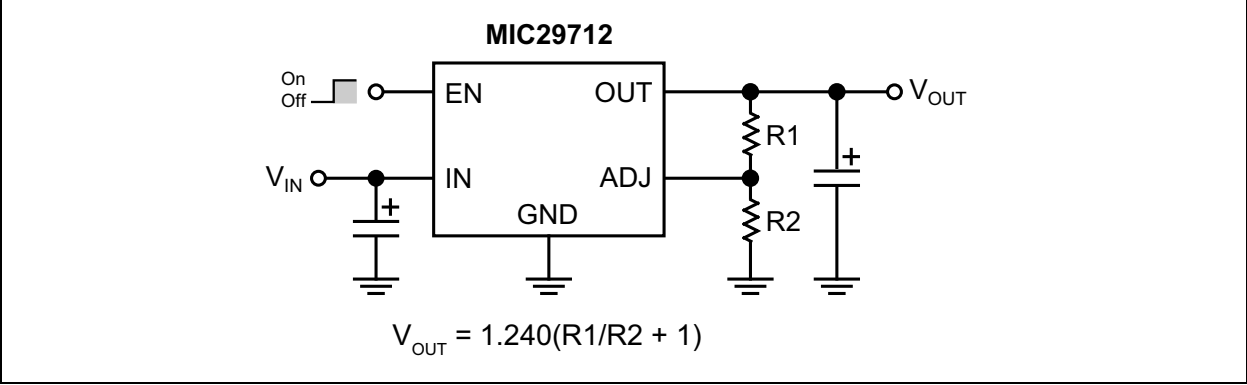 MIC29712
On
Off
EN
OUT
V_OUT
R1
+
V_IN
IN
ADJ
+
GND
R2
V_OUT = 1.240(R1/R2 + 1)